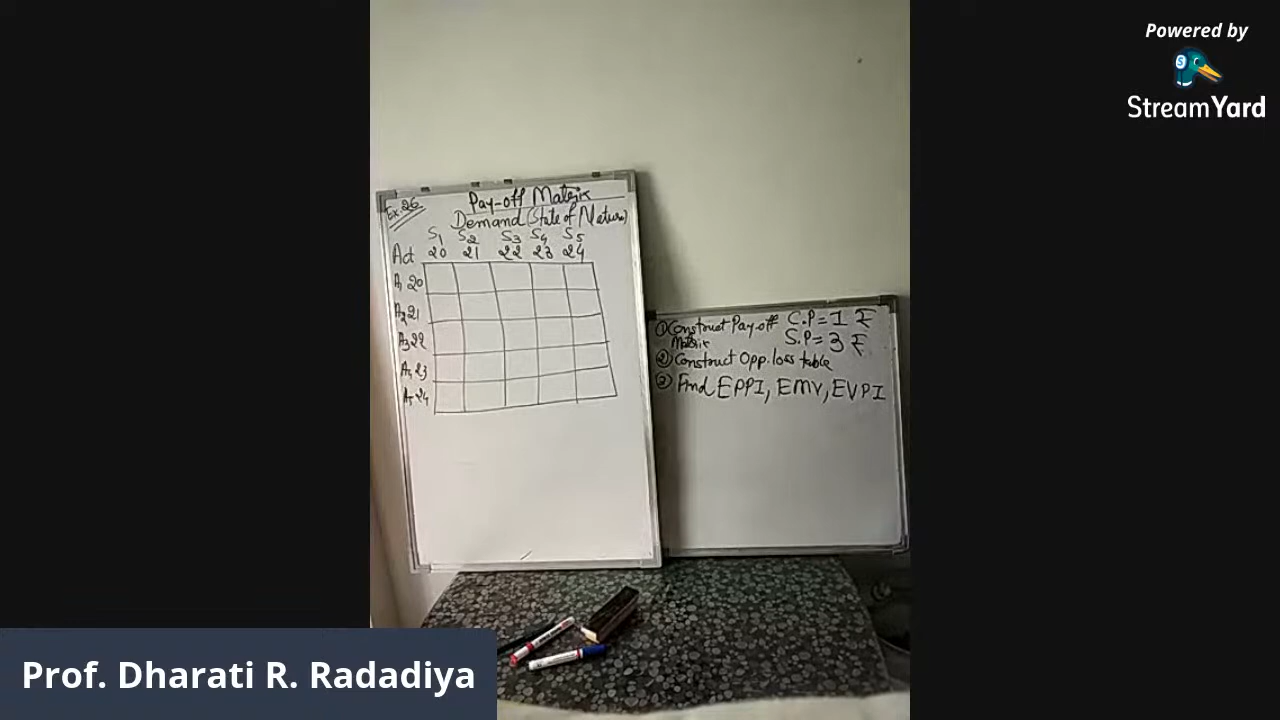 Powered by
StreamYard
Ex 26
Pay-off Matrix
Demand (State of Nature)
S1 S2 S3 S4 S5
Act 20 21 22 23 24
A1 20
A2 21
A3 22
A4 23
A5 24
① Construct Pay-off C.P = 1 ₹
Matrix S.P = 3 ₹
② Construct Opp. loss table
③ Find EPPI, EMV, EVPI
Prof. Dharati R. Radadiya